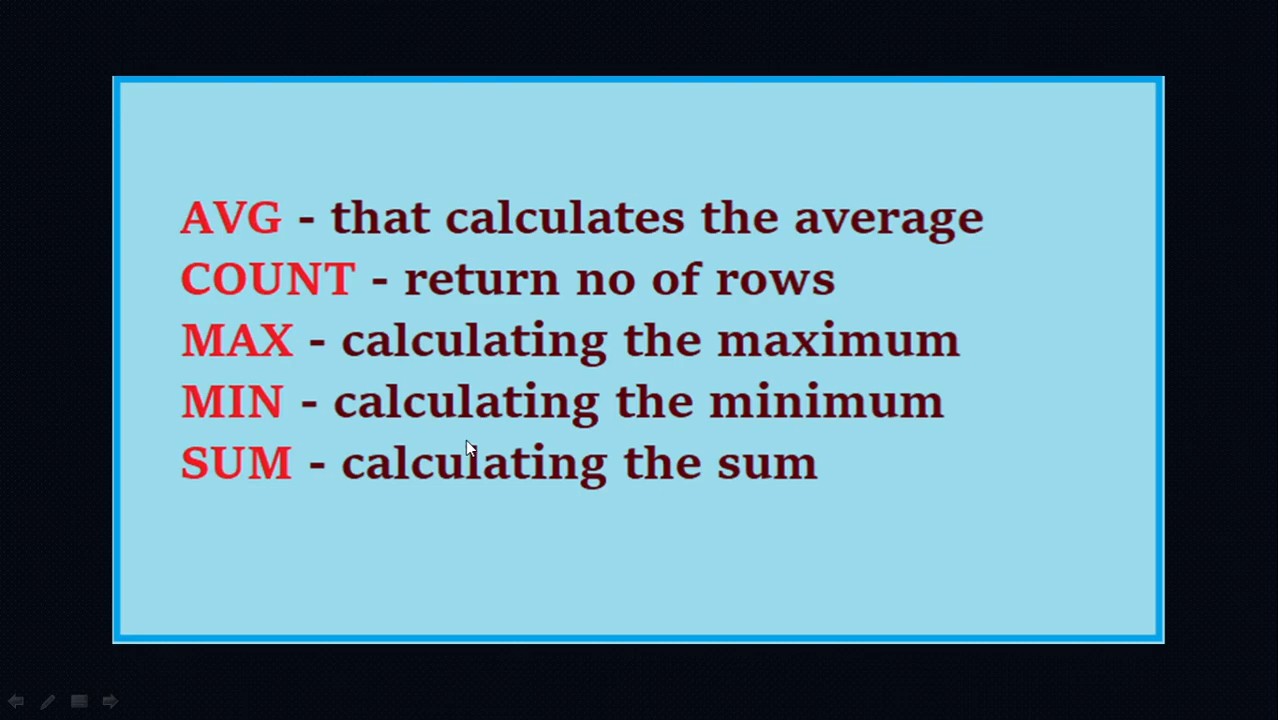 AVG - that calculates the average
COUNT - return no of rows
MAX - calculating the maximum
MIN - calculating the minimum
SUM - calculating the sum